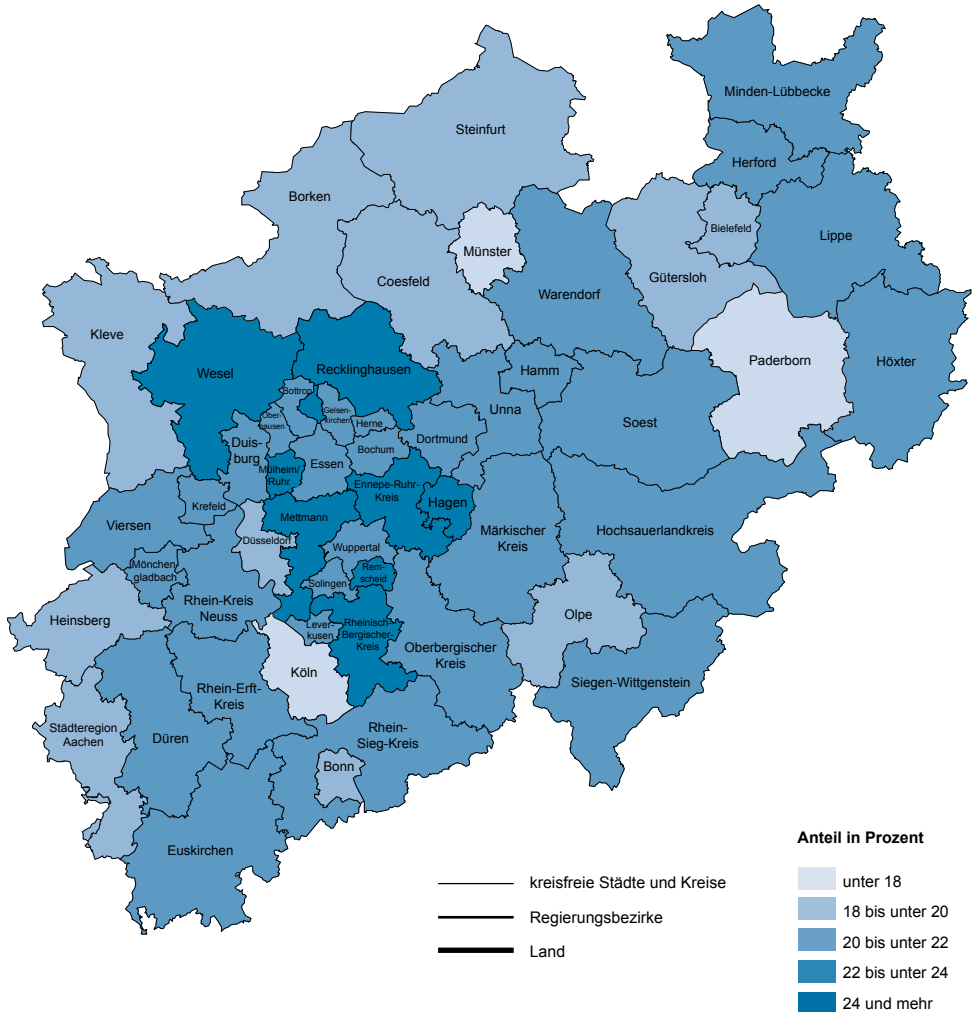 Minden-Lübbecke
Steinfurt
Herford
Borken
Bielefeld
Lippe
Münster
Gütersloh
Coesfeld
Warendorf
Kleve
Paderborn
Höxter
Wesel
Recklinghausen
Hamm
Bottrop
Gelsen-
kirchen
Unna
Ober-
hausen
Herne
Soest
Duis-
burg
Dortmund
Bochum
Essen
Mülheim/
Ruhr
Ennepe-Ruhr-
Kreis
Hagen
Krefeld
Mettmann
Viersen
Märkischer
Kreis
Hochsauerlandkreis
Düsseldorf
Wuppertal
Mönchen-
gladbach
Rem-
scheid
Solingen
Rhein-Kreis
Neuss
Heinsberg
Olpe
Lever-
kusen
Rheinisch-
Bergischer-
Kreis
Oberbergischer
Kreis
Köln
Siegen-Wittgenstein
Rhein-Erft-
Kreis
Städteregion
Aachen
Düren
Rhein-
Sieg-Kreis
Bonn
Euskirchen
kreisfreie Städte und Kreise
Regierungsbezirke
Land
Anteil in Prozent
unter 18
18 bis unter 20
20 bis unter 22
22 bis unter 24
24 und mehr